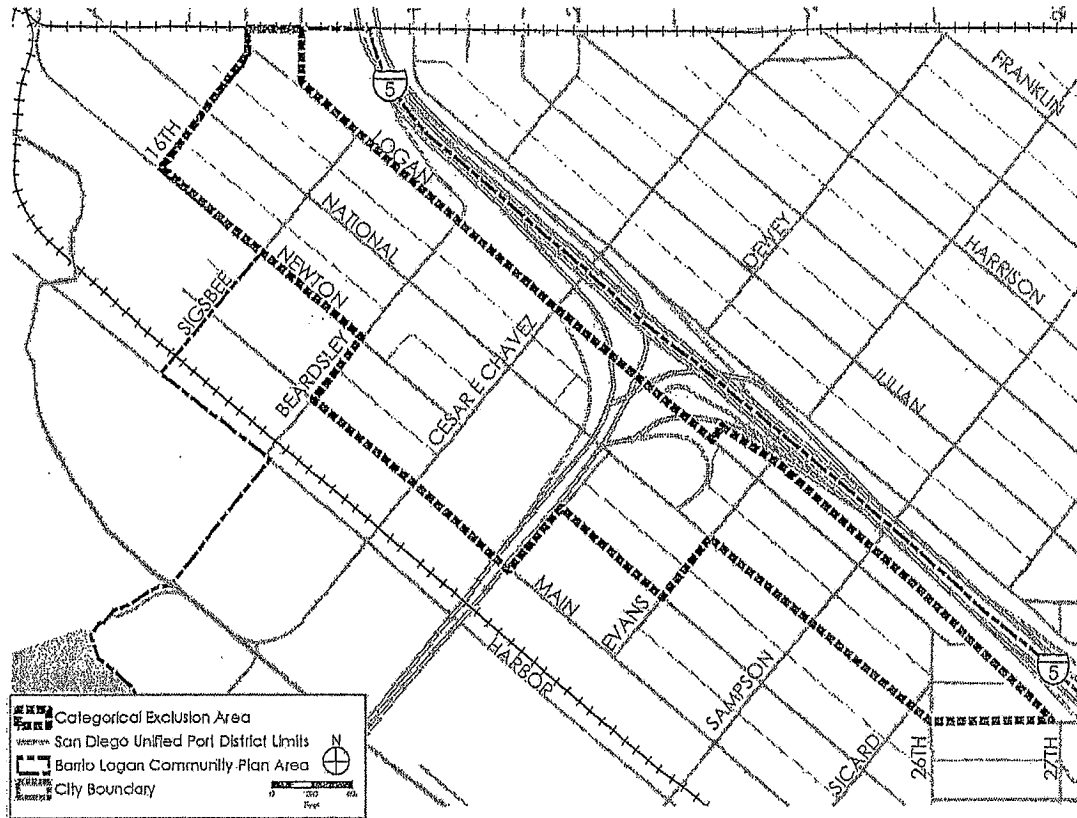 5
FRANKLIN
16TH
LOGAN
NATIONAL
DEWEY
HARRISON
NEWTON
SIGSBEE
BEARDSLEY
CESAR E CHAVEZ
JULIAN
MAIN
EVANS
HARBOR
SAMPSON
SICARD
26TH
27TH
5
Categorical Exclusion Area
San Diego Unified Port District Limits
N
Barrio Logan Community Plan Area
City Boundary
Feet